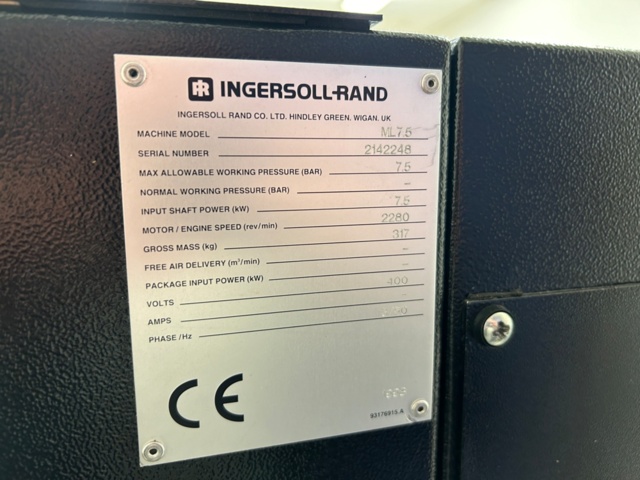 IR INGERSOLL-RAND
INGERSOLL RAND CO. LTD. HINDLEY GREEN. WIGAN. UK
MACHINE MODEL ML7.5
SERIAL NUMBER 2142248
MAX ALLOWABLE WORKING PRESSURE (BAR) 7.5
NORMAL WORKING PRESSURE (BAR) –
INPUT SHAFT POWER (kW) 7.5
MOTOR / ENGINE SPEED (rev/min) 2280
GROSS MASS (kg) 317
FREE AIR DELIVERY (m³/min) –
PACKAGE INPUT POWER (kW) –
VOLTS 400
AMPS
PHASE /Hz
CE